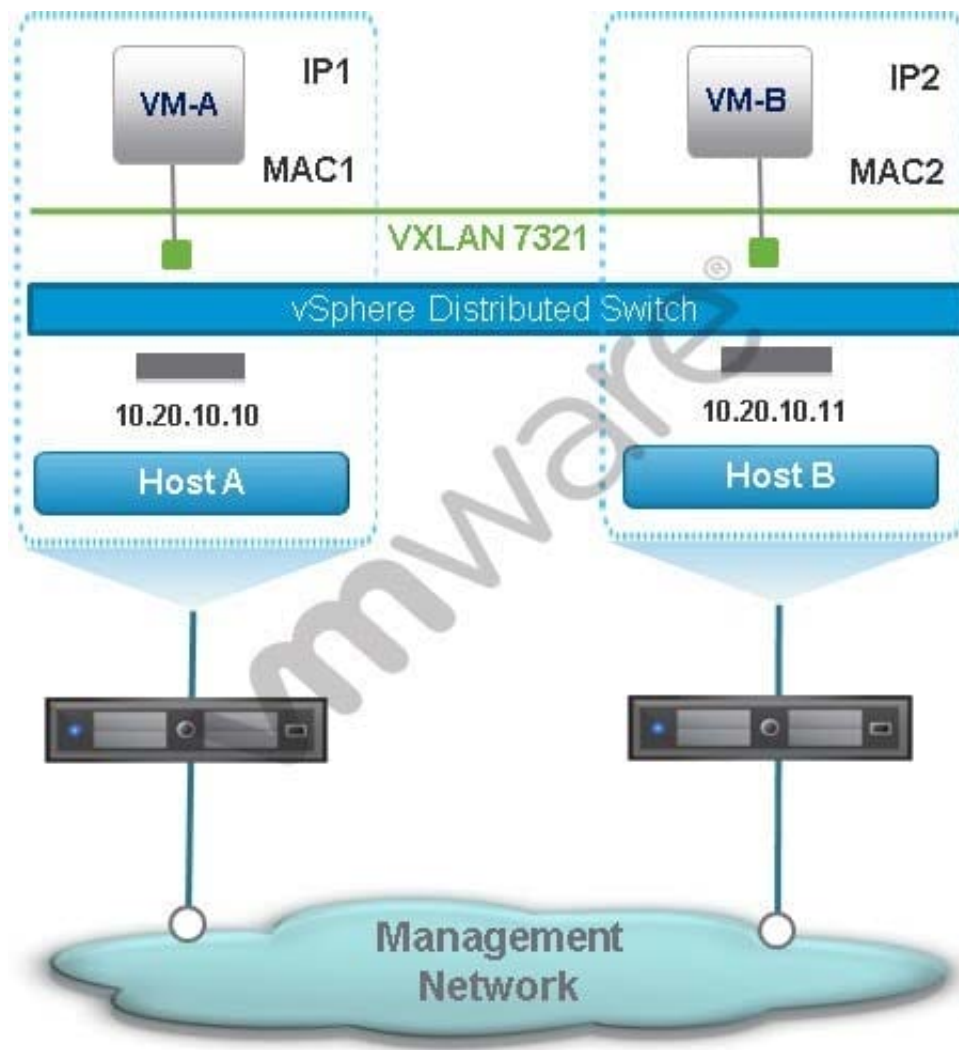 VM-A
IP1
MAC1
VM-B
IP2
MAC2
VXLAN 7321
vSphere Distributed Switch
10.20.10.10
10.20.10.11
Host A
Host B
vmware®
Management
Network